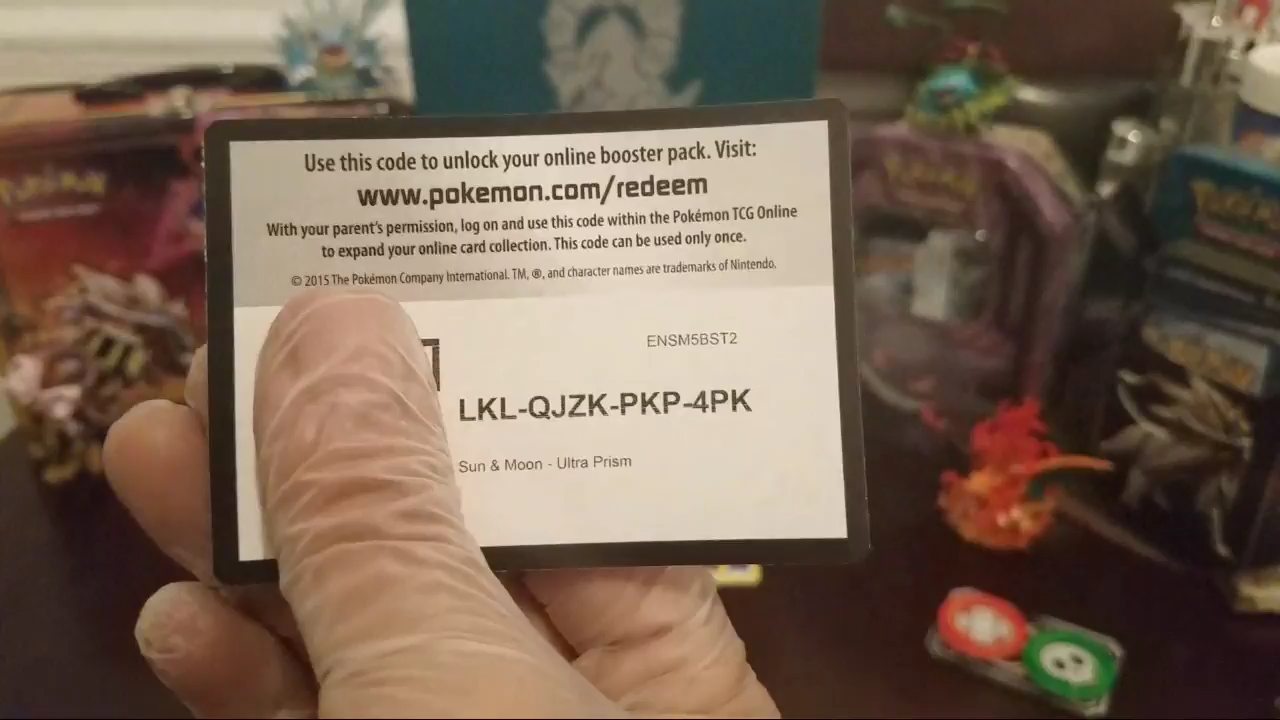 Use this code to unlock your online booster pack. Visit:
www.pokemon.com/redeem
With your parent's permission, log on and use this code within the Pokémon TCG Online
to expand your online card collection. This code can be used only once.
© 2015 The Pokémon Company International. TM, ®, and character names are trademarks of Nintendo.
ENSM5BST2
LKL-QJZK-PKP-4PK
Sun & Moon - Ultra Prism
POKéMON
POKéMON
POKéMON